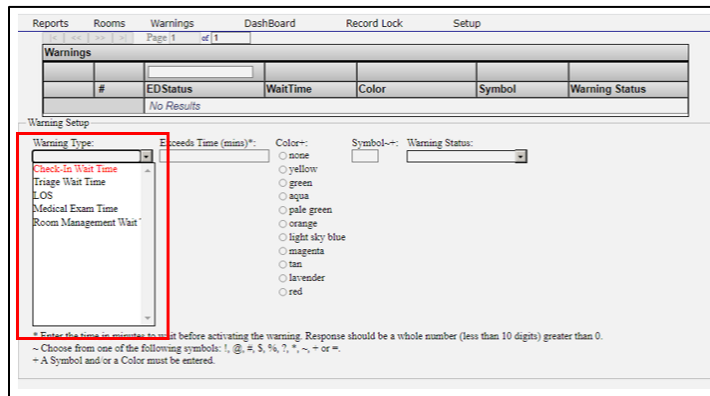 Reports Rooms Warnings DashBoard Record Lock Setup
|< << >> >| Page 1 of 1
Warnings
# EDStatus WaitTime Color Symbol Warning Status
No Results
Warning Setup
Warning Type: Exceeds Time (mins)*: Color+: Symbol~+: Warning Status:
none
Check-In Wait Time yellow
Triage Wait Time green
LOS aqua
Medical Exam Time pale green
Room Management Wait orange
light sky blue
magenta
tan
lavender
red
* Enter the time in minutes to wait before activating the warning. Response should be a whole number (less than 10 digits) greater than 0.
~ Choose from one of the following symbols: !, @, #, $, %, ?, *, ~, + or =.
+ A Symbol and/or a Color must be entered.